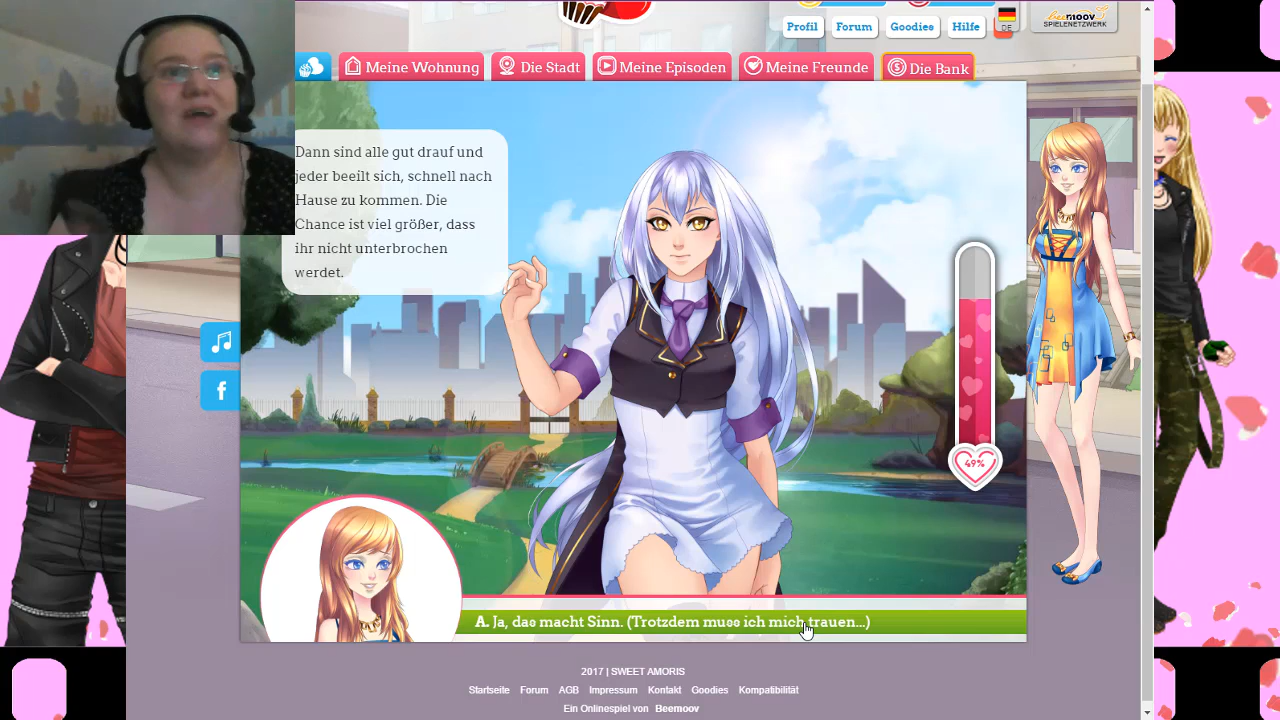 Profil
Forum
Goodies
Hilfe
DE
beemoov
SPIELENETZWERK
Meine Wohnung
Die Stadt
Meine Episoden
Meine Freunde
Die Bank
Dann sind alle gut drauf und
jeder beeilt sich, schnell nach
Hause zu kommen. Die
Chance ist viel größer, dass
ihr nicht unterbrochen
werdet.
49%
A. Ja, das macht Sinn. (Trotzdem muss ich mich trauen...)
2017 | SWEET AMORIS
Startseite Forum AGB Impressum Kontakt Goodies Kompatibilität
Ein Onlinespiel von Beemoov